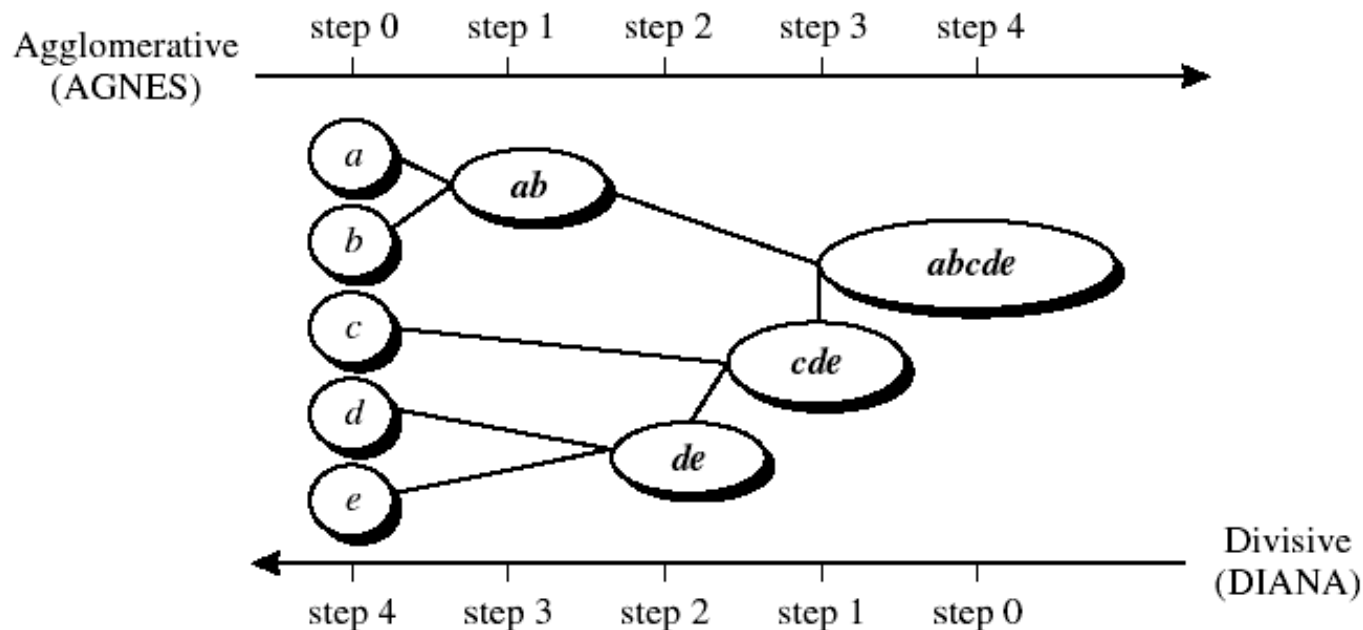 step 0 step 1 step 2 step 3 step 4
Agglomerative
(AGNES)
a
ab
b
abcde
c
cde
d
de
e
Divisive
(DIANA)
step 4 step 3 step 2 step 1 step 0